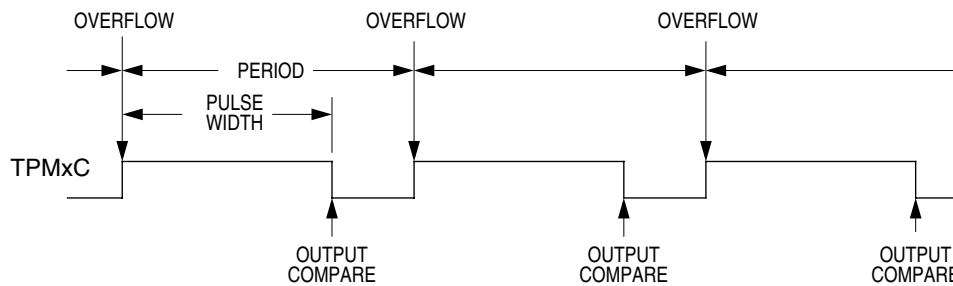 OVERFLOW OVERFLOW OVERFLOW
PERIOD
PULSE
WIDTH
TPMxC
OUTPUT
COMPARE
OUTPUT
COMPARE
OUTPUT
COMPARE